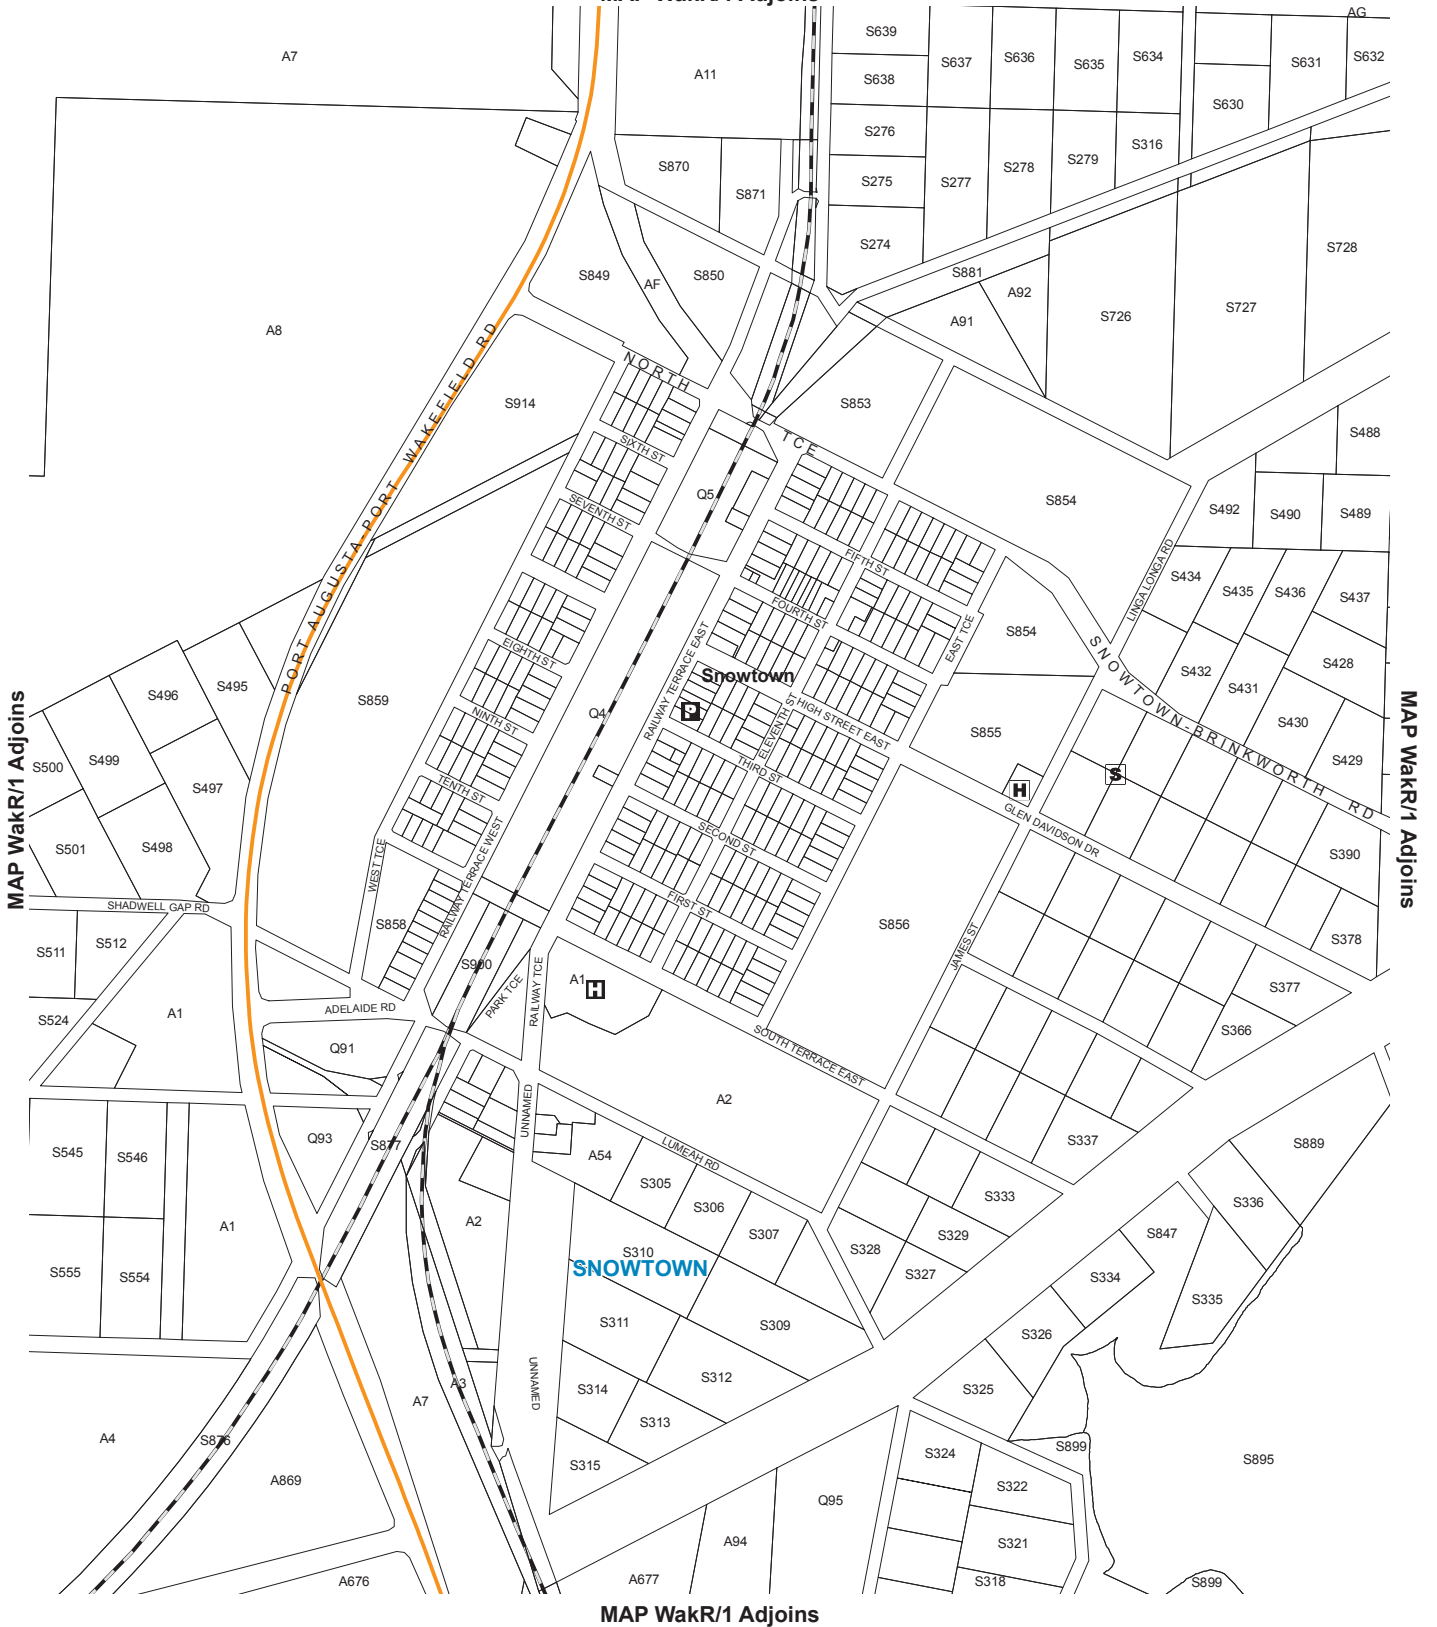 AG
S639
A7
S637
S636
S635
S634
S631
S632
A11
S638
S630
S276
S316
S870
S871
S275
S277
S278
S279
S274
S728
S849
AF
S850
S881
A92
A8
A91
S726
S727
NORTH
S914
S853
TCE
S488
SIXTH ST
Q5
S854
S492
S490
S489
SEVENTH ST
PORT AUGUSTA-PORT WAKEFIELD RD
FIFTH ST
LINGA LONGA RD
S434
S435
S436
S437
FOURTH ST
EAST TCE
S854
EIGHTH ST
RAILWAY TERRACE EAST
Snowtown
S432
S431
S428
S496
S495
S859
Q4
P
HIGH STREET EAST
ELEVENTH ST
SNOWTOWN-BRINKWORTH RD
S430
NINTH ST
S855
S500
S499
S497
THIRD ST
H
S
S429
TENTH ST
GLEN DAVIDSON DR
MAP WakR/1 Adjoins
MAP WakR/1 Adjoins
S501
S498
SECOND ST
S390
WEST TCE
RAILWAY TERRACE WEST
SHADWELL GAP RD
FIRST ST
S858
S856
S511
S512
JAMES ST
S378
S900
A1
H
PARK TCE
RAILWAY TCE
S377
S524
A1
ADELAIDE RD
S366
Q91
SOUTH TERRACE EAST
UNNAMED
A2
Q93
S877
S337
S889
S545
S546
A54
LUMEAH RD
S305
S306
S333
S336
A1
A2
S307
S329
S847
S310
S328
SNOWTOWN
S555
S554
S327
S334
S335
S311
S309
S326
UNNAMED
A3
S314
S312
S325
A7
S313
A4
S876
S324
S899
S895
S315
A869
S322
Q95
A94
S321
A676
A677
S318
S899
MAP WakR/1 Adjoins